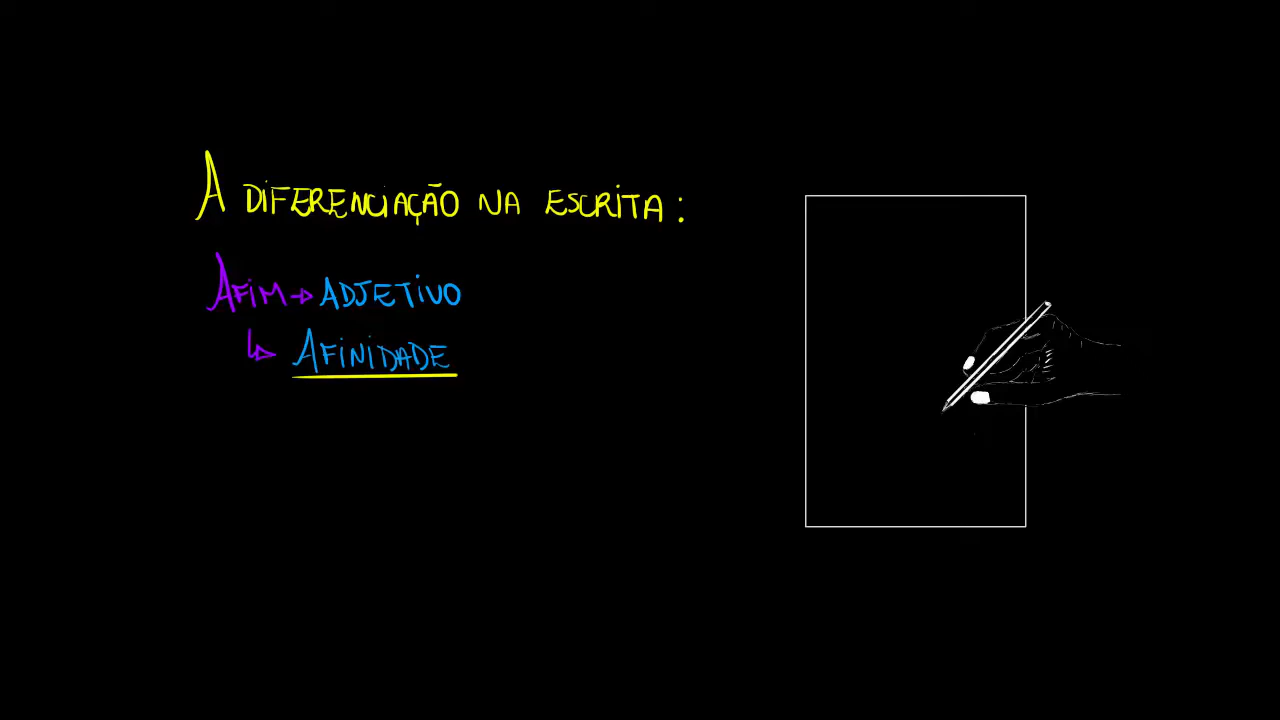 A DIFERENCIAÇÃO NA ESCRITA:
AFIM → ADJETIVO
↳ AFINIDADE